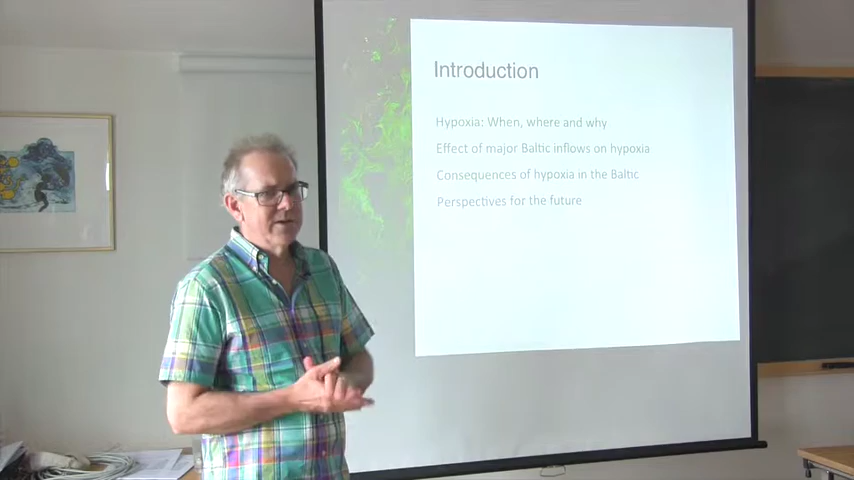 Introduction
Hypoxia: When, where and why
Effect of major Baltic inflows on hypoxia
Consequences of hypoxia in the Baltic
Perspectives for the future